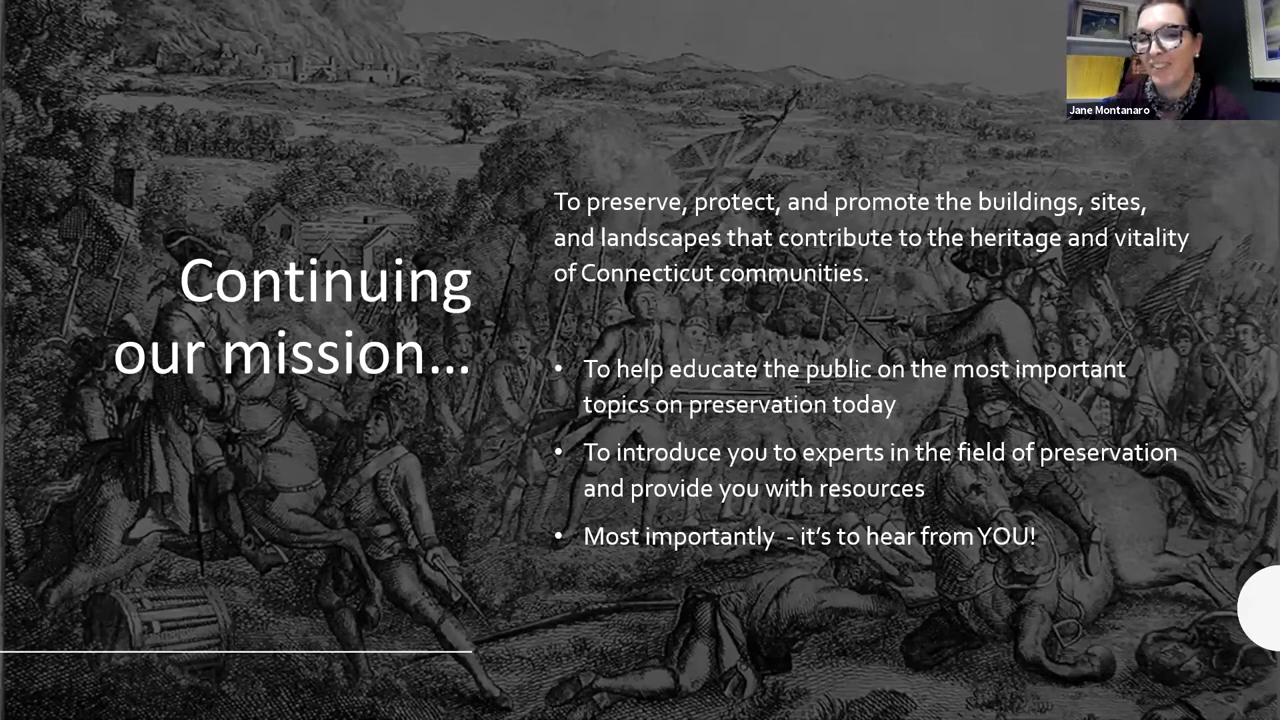 Jane Montanaro
Continuing
our mission...
To preserve, protect, and promote the buildings, sites,
and landscapes that contribute to the heritage and vitality
of Connecticut communities.
• To help educate the public on the most important
topics on preservation today
• To introduce you to experts in the field of preservation
and provide you with resources
• Most importantly - it’s to hear from YOU!